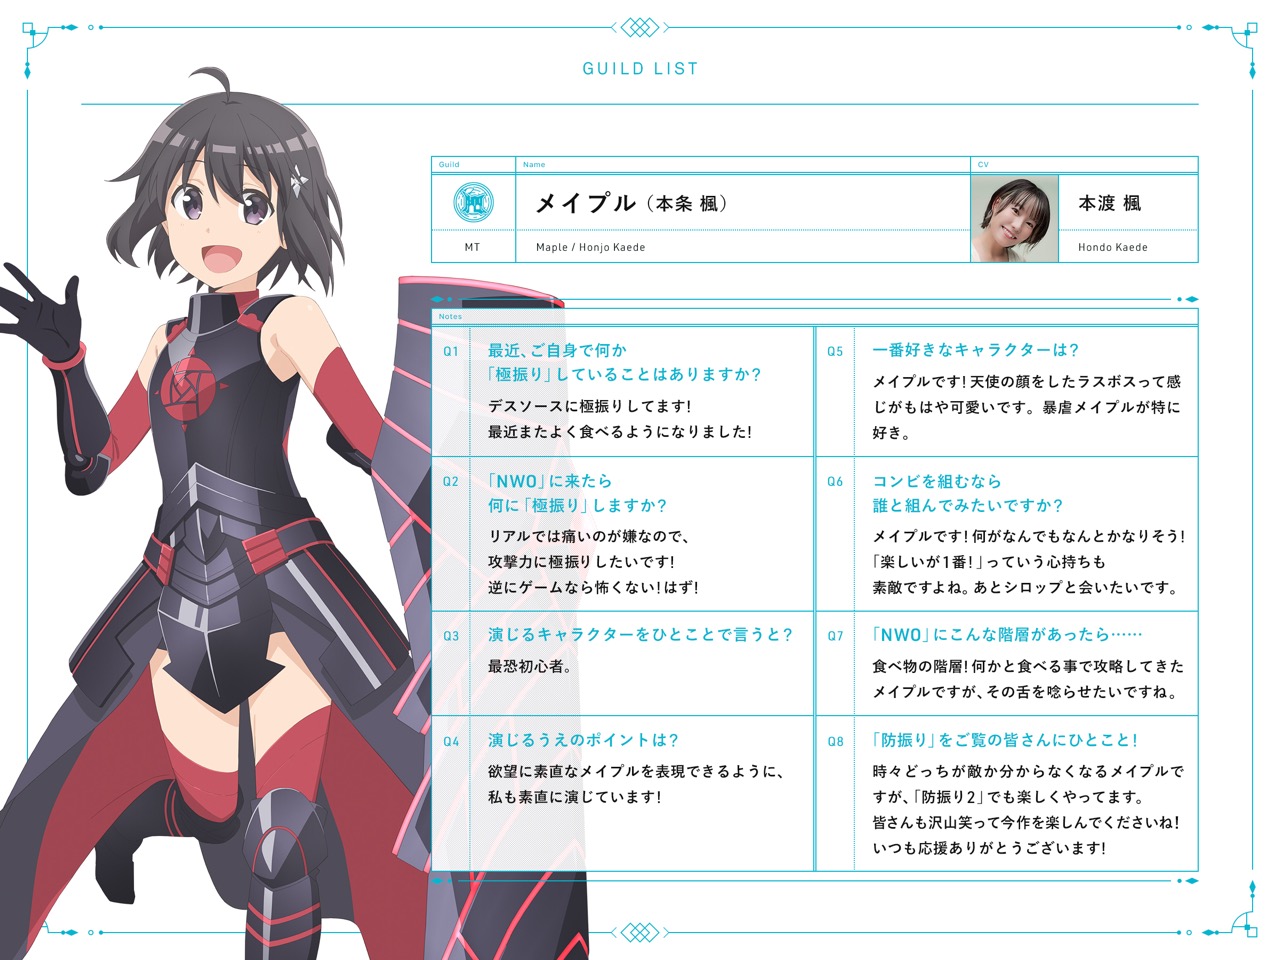 GUILD LIST
Guild
Name
CV
メイプル（本条 楓）
本渡 楓
MT
Maple / Honjo Kaede
Hondo Kaede
Notes
Q1
最近、ご自身で何か
「極振り」していることはありますか？
デスソースに極振りしてます！
最近またよく食べるようになりました！
Q2
「NWO」に来たら
何に「極振り」しますか？
リアルでは痛いのが嫌なので、
攻撃力に極振りしたいです！
逆にゲームなら怖くない！はず！
Q3
演じるキャラクターをひとことで言うと？
最恐初心者。
Q4
演じるうえのポイントは？
欲望に素直なメイプルを表現できるように、
私も素直に演じています！
Q5
一番好きなキャラクターは？
メイプルです！天使の顔をしたラスボスって感
じがもはや可愛いです。暴虐メイプルが特に
好き。
Q6
コンビを組むなら
誰と組んでみたいですか？
メイプルです！何がなんでもなんとかなりそう！
「楽しいが1番！」っていう心持ちも
素敵ですよね。あとシロップと会いたいです。
Q7
「NWO」にこんな階層があったら……
食べ物の階層！何かと食べる事で攻略してきた
メイプルですが、その舌を唸らせたいですね。
Q8
「防振り」をご覧の皆さんにひとこと！
時々どっちが敵か分からなくなるメイプルで
すが、「防振り2」でも楽しくやってます。
皆さんも沢山笑って今作を楽しんでくださいね！
いつも応援ありがとうございます！